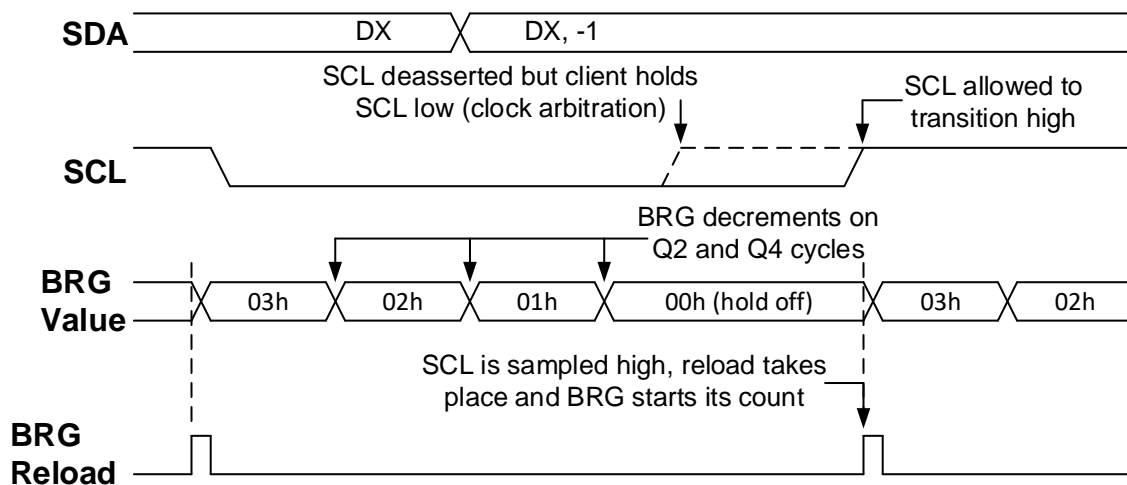 SDA
DX
DX, -1
SCL deasserted but client holds
SCL low (clock arbitration)
SCL allowed to
transition high
SCL
BRG decrements on
Q2 and Q4 cycles
BRG
Value
03h
02h
01h
00h (hold off)
03h
02h
SCL is sampled high, reload takes
place and BRG starts its count
BRG
Reload